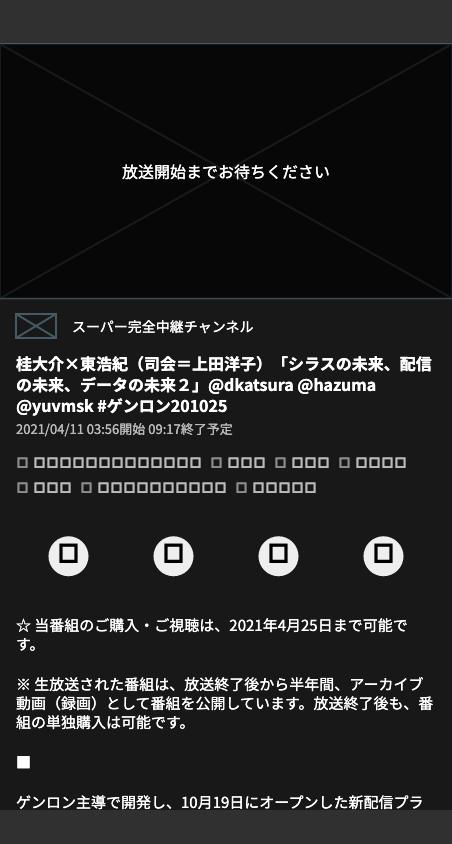 放送開始までお待ちください
スーパー完全中継チャンネル
桂大介×東浩紀（司会＝上田洋子）「シラスの未来、配信
の未来、データの未来２」@dkatsura @hazuma
@yuvmsk #ゲンロン201025
2021/04/11 03:56開始 09:17終了予定
☆ 当番組のご購入・ご視聴は、2021年4月25日まで可能で
す。
※ 生放送された番組は、放送終了後から半年間、アーカイブ
動画（録画）として番組を公開しています。放送終了後も、番
組の単独購入は可能です。
■
ゲンロン主導で開発し、10月19日にオープンした新配信プラ